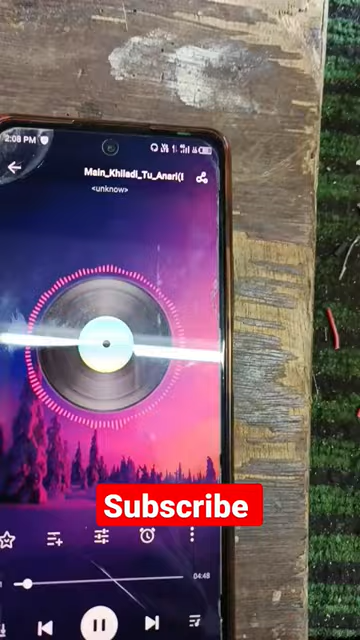 2:08 PM
Main_Khiladi_Tu_Anari(I
<unknow>
Subscribe
04:48